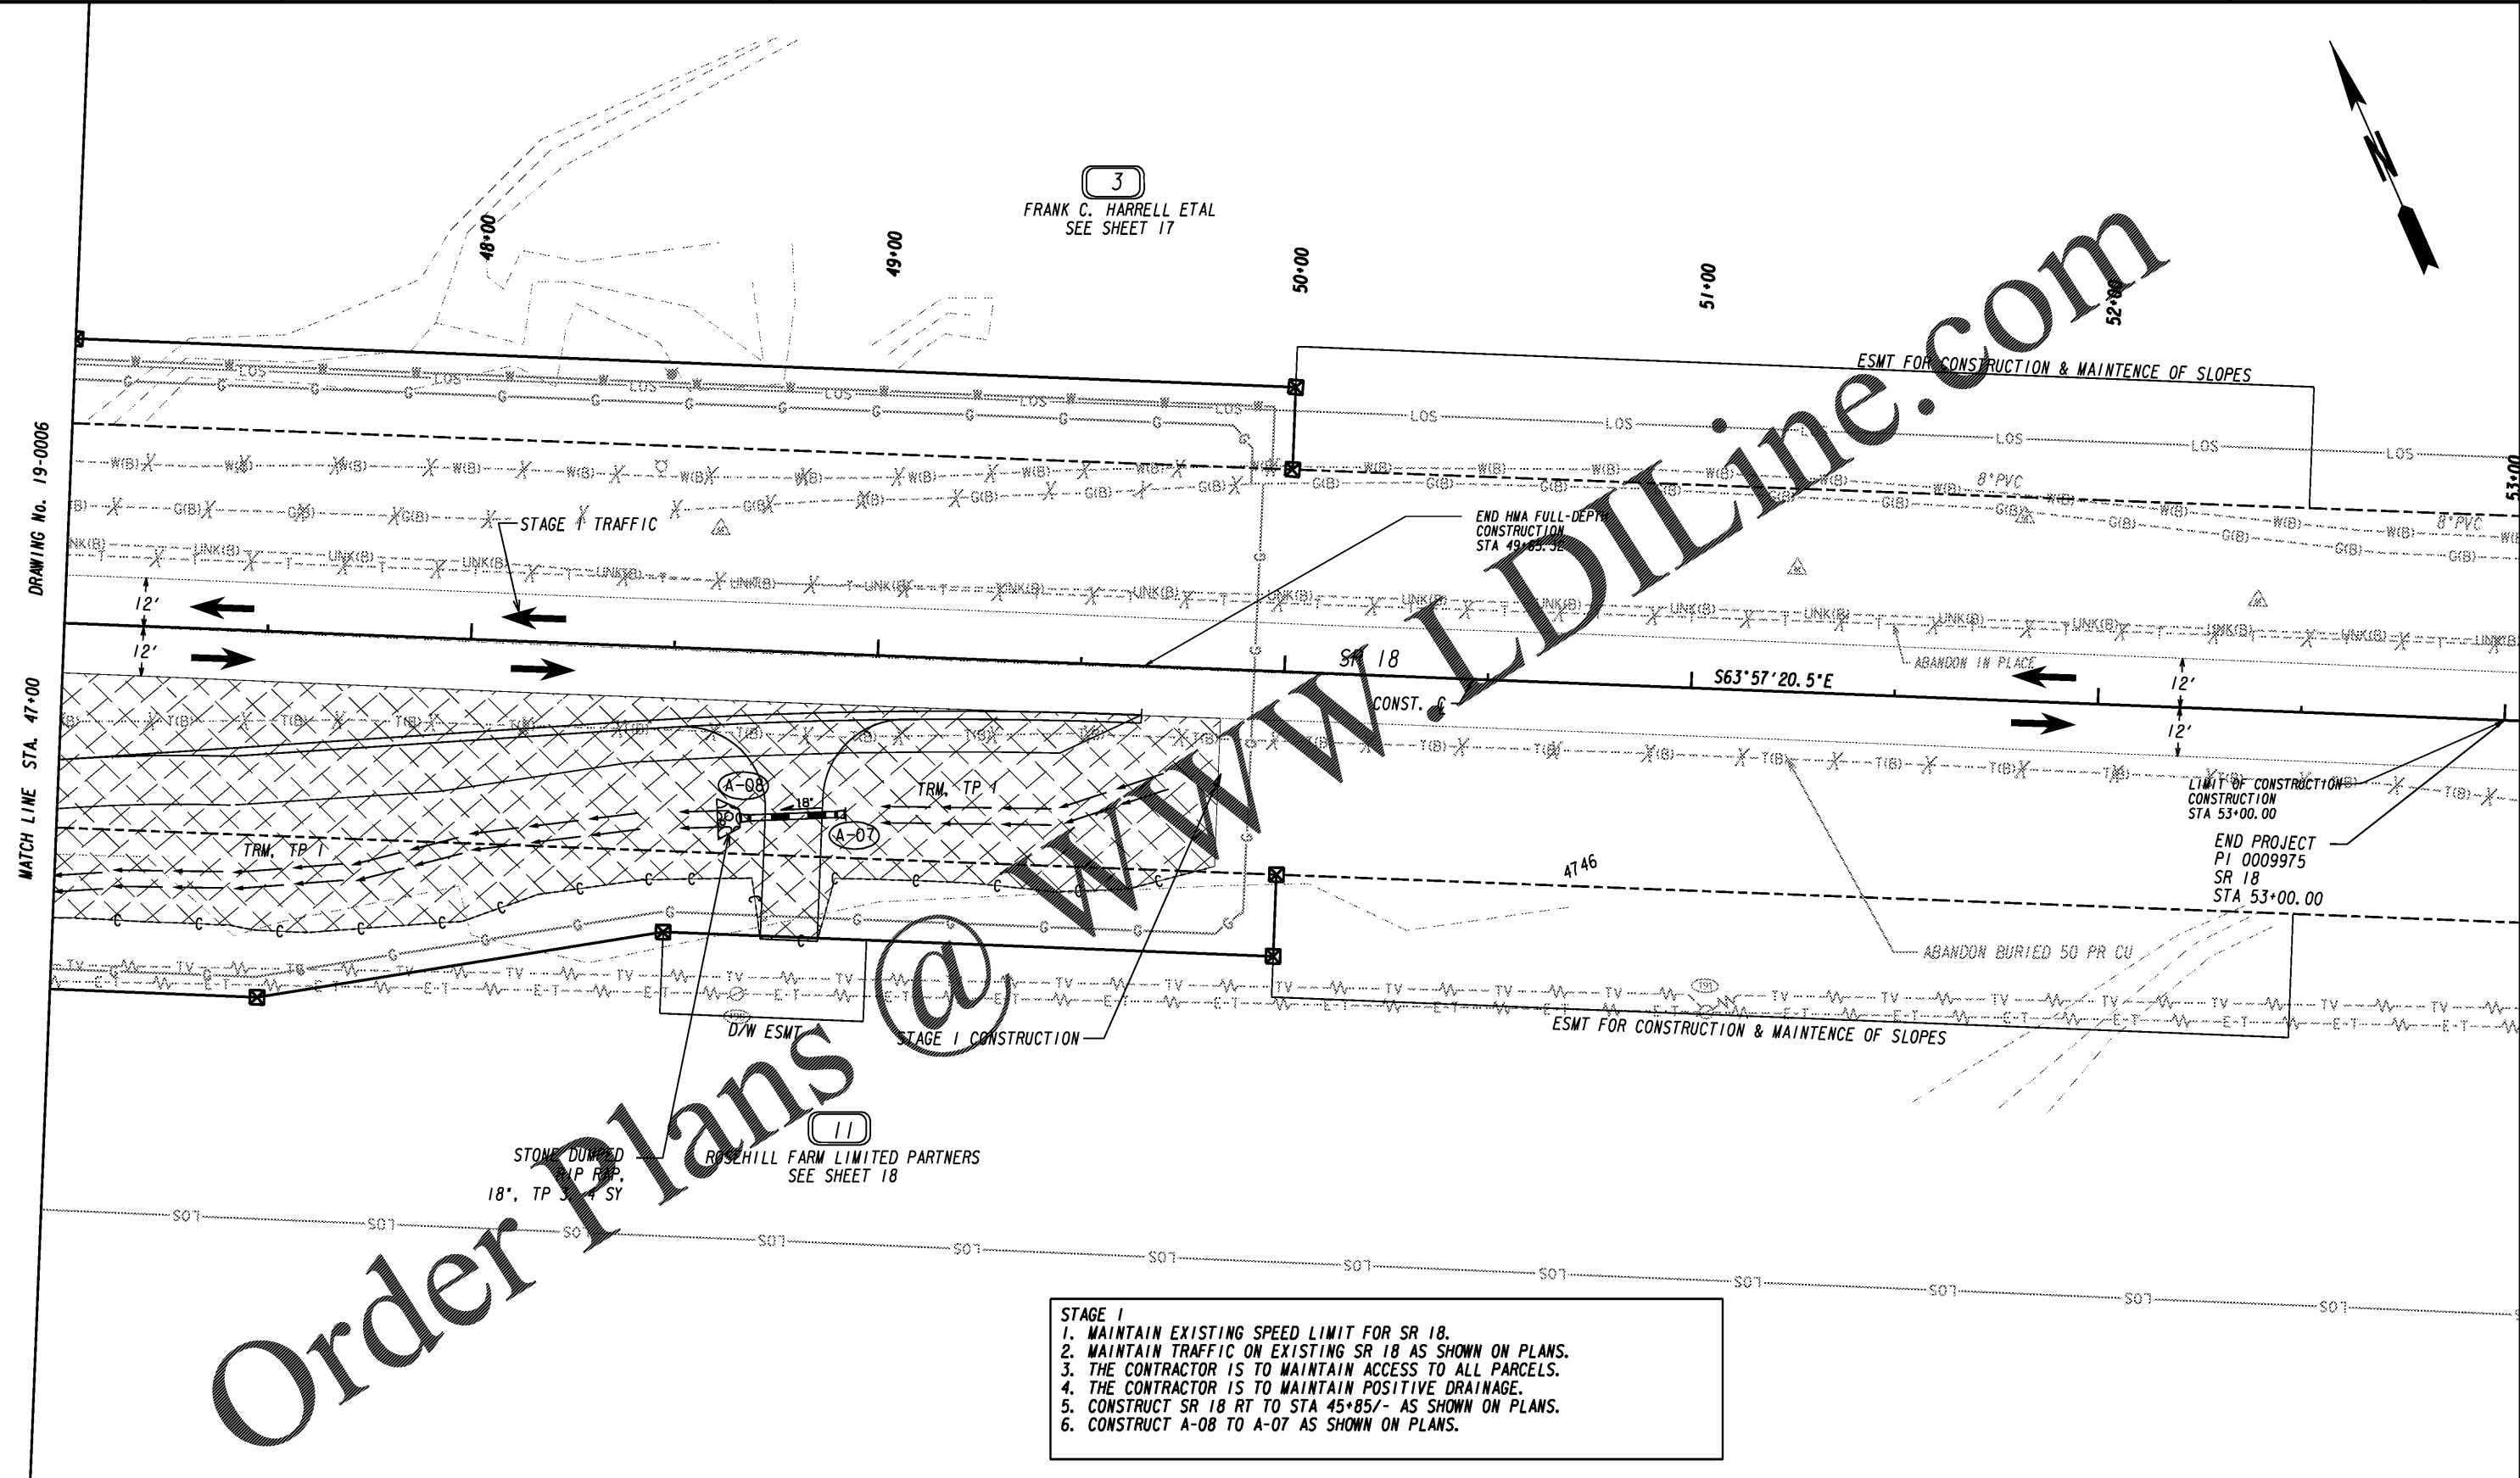 3
FRANK C. HARRELL ETAL
SEE SHEET 17
N
48+00
49+00
50+00
51+00
52+00
53+00
ESMT FOR CONSTRUCTION & MAINTENCE OF SLOPES
DRAWING No. 19-0006
MATCH LINE STA. 47+00
STAGE 1 TRAFFIC
END HMA FULL-DEPTH
CONSTRUCTION
8"PVC
8"PVC
12'
12'
SR 18
S63°57'20.5"E
CONST. ℄
ABANDON IN PLACE
12'
12'
A-08
18"
A-07
TRM, TP 1
TRM, TP 1
LIMIT OF CONSTRUCTION
CONSTRUCTION
STA 53+00.00
END PROJECT
PI 0009975
SR 18
STA 53+00.00
4746
ABANDON BURIED 50 PR CU
191
D/W ESMT
STAGE 1 CONSTRUCTION
ESMT FOR CONSTRUCTION & MAINTENCE OF SLOPES
11
ROSEHILL FARM LIMITED PARTNERS
SEE SHEET 18
STONE DUMPED
RIP RAP,
18", TP 3, 4 SY
Order Plans @ WWW.LDILine.com
STAGE 1
1. MAINTAIN EXISTING SPEED LIMIT FOR SR 18.
2. MAINTAIN TRAFFIC ON EXISTING SR 18 AS SHOWN ON PLANS.
3. THE CONTRACTOR IS TO MAINTAIN ACCESS TO ALL PARCELS.
4. THE CONTRACTOR IS TO MAINTAIN POSITIVE DRAINAGE.
5. CONSTRUCT SR 18 RT TO STA 45+85/- AS SHOWN ON PLANS.
6. CONSTRUCT A-08 TO A-07 AS SHOWN ON PLANS.